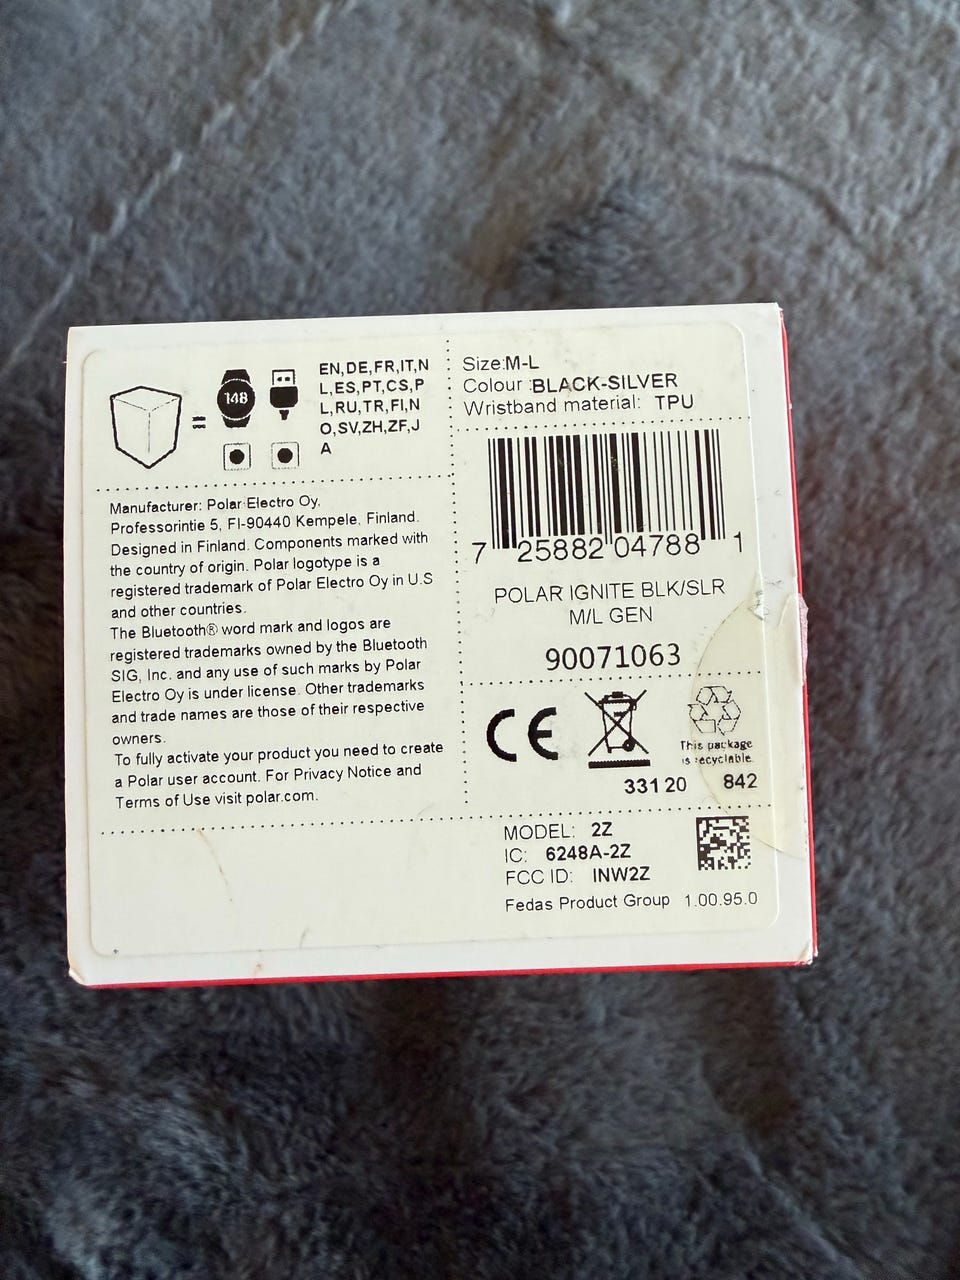 148
EN,DE,FR,IT,N
L,ES,PT,CS,P
L,RU,TR,FI,N
O,SV,ZH,ZF,J
A
Manufacturer: Polar Electro Oy,
Professorintie 5, FI-90440 Kempele, Finland.
Designed in Finland. Components marked with
the country of origin. Polar logotype is a
registered trademark of Polar Electro Oy in U.S
and other countries.
The Bluetooth® word mark and logos are
registered trademarks owned by the Bluetooth
SIG, Inc. and any use of such marks by Polar
Electro Oy is under license. Other trademarks
and trade names are those of their respective
owners.
To fully activate your product you need to create
a Polar user account. For Privacy Notice and
Terms of Use visit polar.com.
Size:M-L
Colour :BLACK-SILVER
Wristband material: TPU
7 25882 04788 1
POLAR IGNITE BLK/SLR
M/L GEN
90071063
CE
This package
is recyclable.
331 20 842
MODEL: 2Z
IC: 6248A-2Z
FCC ID: INW2Z
Fedas Product Group 1.00.95.0